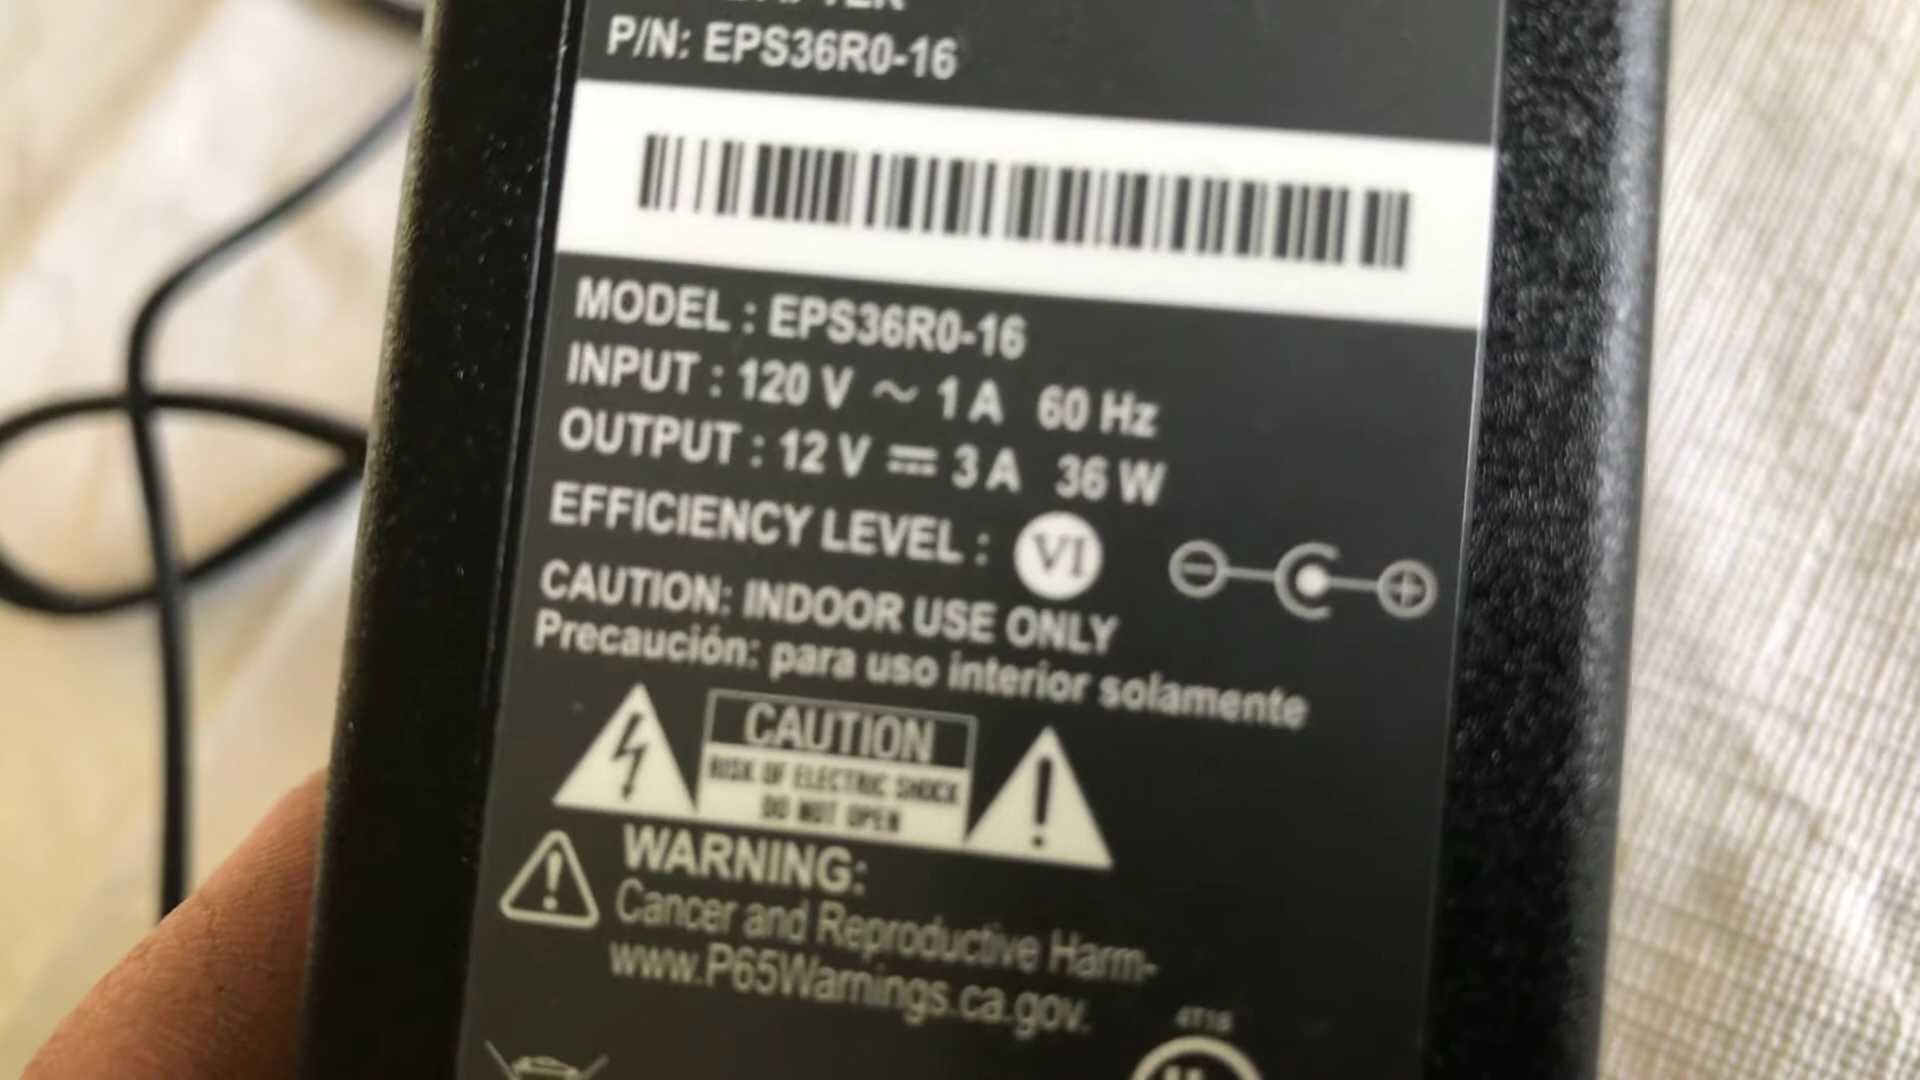 P/N: EPS36R0-16
MODEL : EPS36R0-16
INPUT : 120 V ~ 1 A 60 Hz
OUTPUT : 12 V ⎓ 3 A 36 W
EFFICIENCY LEVEL : VI
CAUTION: INDOOR USE ONLY
Precaución: para uso interior solamente
CAUTION
RISK OF ELECTRIC SHOCK
DO NOT OPEN
WARNING:
Cancer and Reproductive Harm-
www.P65Warnings.ca.gov.